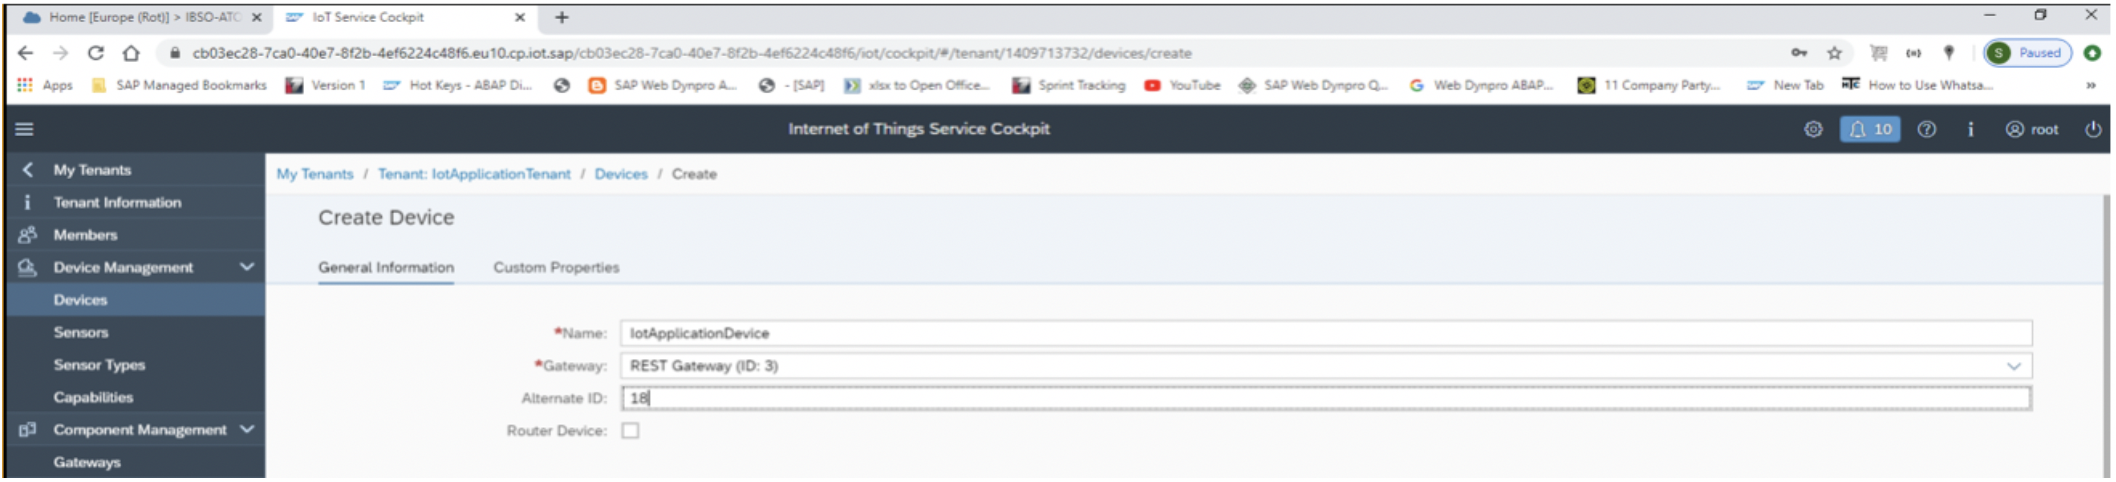 Home [Europe (Rot)] > IBSO-ATC
IoT Service Cockpit
cb03ec28-7ca0-40e7-8f2b-4ef6224c48f6.eu10.cp.iot.sap/cb03ec28-7ca0-40e7-8f2b-4ef6224c48f6/iot/cockpit/#/tenant/1409713732/devices/create
S Paused
Apps SAP Managed Bookmarks Version 1 Hot Keys - ABAP Di... SAP Web Dynpro A... - [SAP] xlsx to Open Office... Sprint Tracking YouTube SAP Web Dynpro Q... Web Dynpro ABAP... 11 Company Party... New Tab How to Use Whatsa... »
Internet of Things Service Cockpit
10
root
My Tenants
Tenant Information
Members
Device Management
Devices
Sensors
Sensor Types
Capabilities
Component Management
Gateways
My Tenants / Tenant: IotApplicationTenant / Devices / Create
Create Device
General Information Custom Properties
*Name: IotApplicationDevice
*Gateway: REST Gateway (ID: 3)
Alternate ID: 18
Router Device: